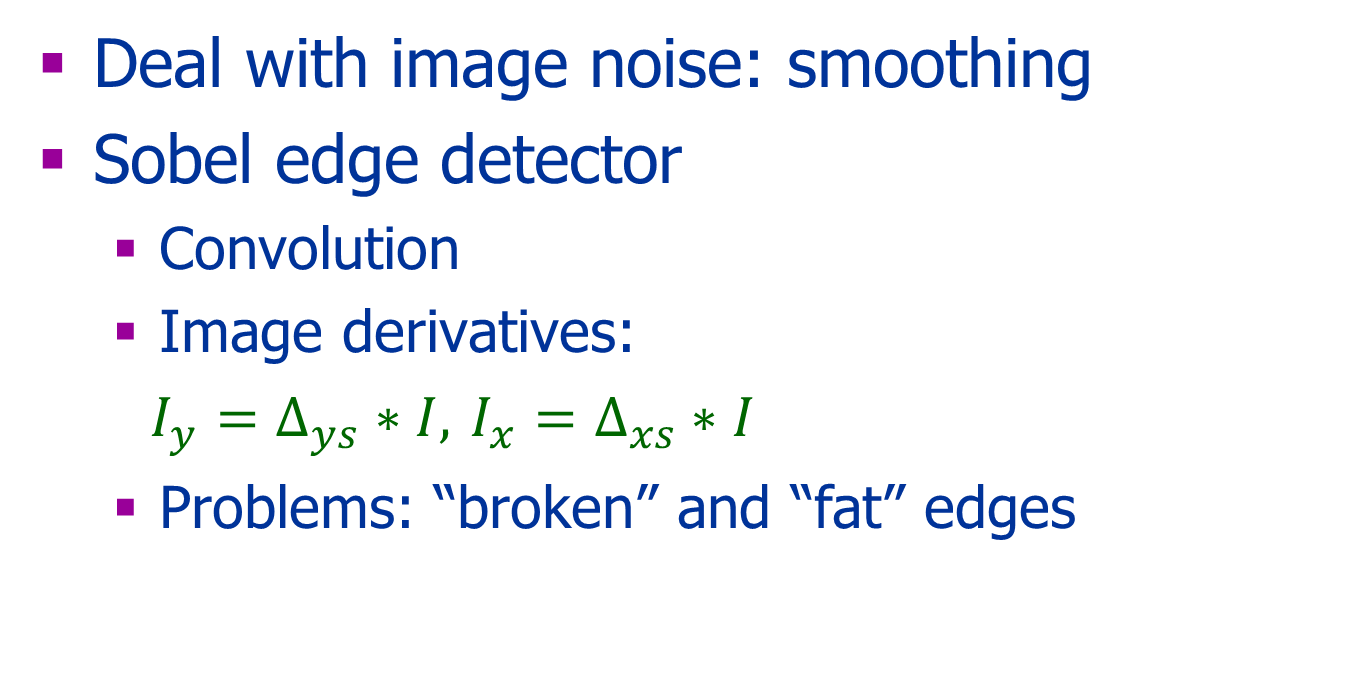 ▪ Deal with image noise: smoothing
▪ Sobel edge detector
▪ Convolution
▪ Image derivatives:
I_y = Δ_ys * I, I_x = Δ_xs * I
▪ Problems: “broken” and “fat” edges